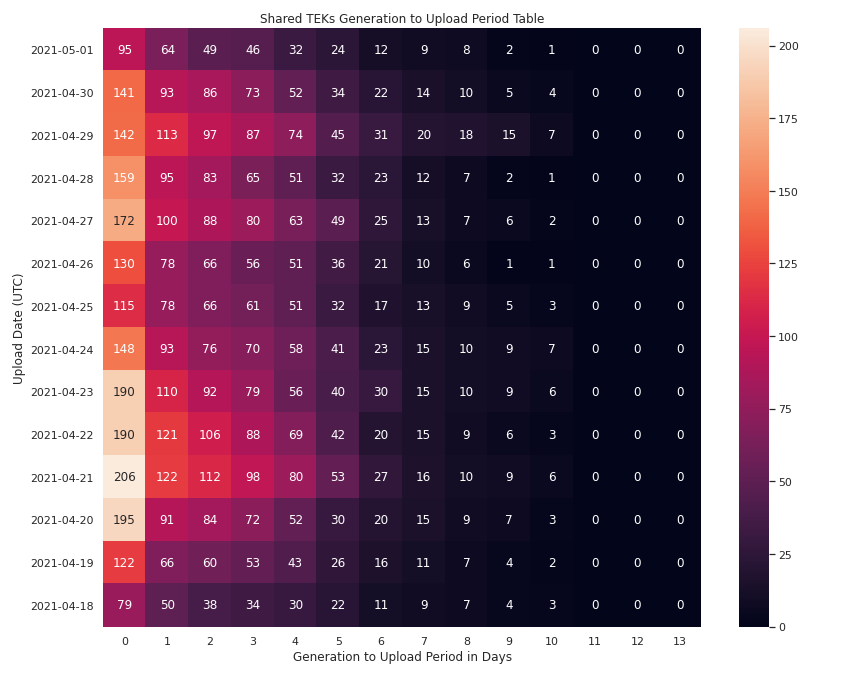 Shared TEKs Generation to Upload Period Table
Upload Date (UTC)
2021-05-01 95 64 49 46 32 24 12 9 8 2 1 0 0 0
2021-04-30 141 93 86 73 52 34 22 14 10 5 4 0 0 0
2021-04-29 142 113 97 87 74 45 31 20 18 15 7 0 0 0
2021-04-28 159 95 83 65 51 32 23 12 7 2 1 0 0 0
2021-04-27 172 100 88 80 63 49 25 13 7 6 2 0 0 0
2021-04-26 130 78 66 56 51 36 21 10 6 1 1 0 0 0
2021-04-25 115 78 66 61 51 32 17 13 9 5 3 0 0 0
2021-04-24 148 93 76 70 58 41 23 15 10 9 7 0 0 0
2021-04-23 190 110 92 79 56 40 30 15 10 9 6 0 0 0
2021-04-22 190 121 106 88 69 42 20 15 9 6 3 0 0 0
2021-04-21 206 122 112 98 80 53 27 16 10 9 6 0 0 0
2021-04-20 195 91 84 72 52 30 20 15 9 7 3 0 0 0
2021-04-19 122 66 60 53 43 26 16 11 7 4 2 0 0 0
2021-04-18 79 50 38 34 30 22 11 9 7 4 3 0 0 0
0 1 2 3 4 5 6 7 8 9 10 11 12 13
Generation to Upload Period in Days
200
175
150
125
100
75
50
25
0